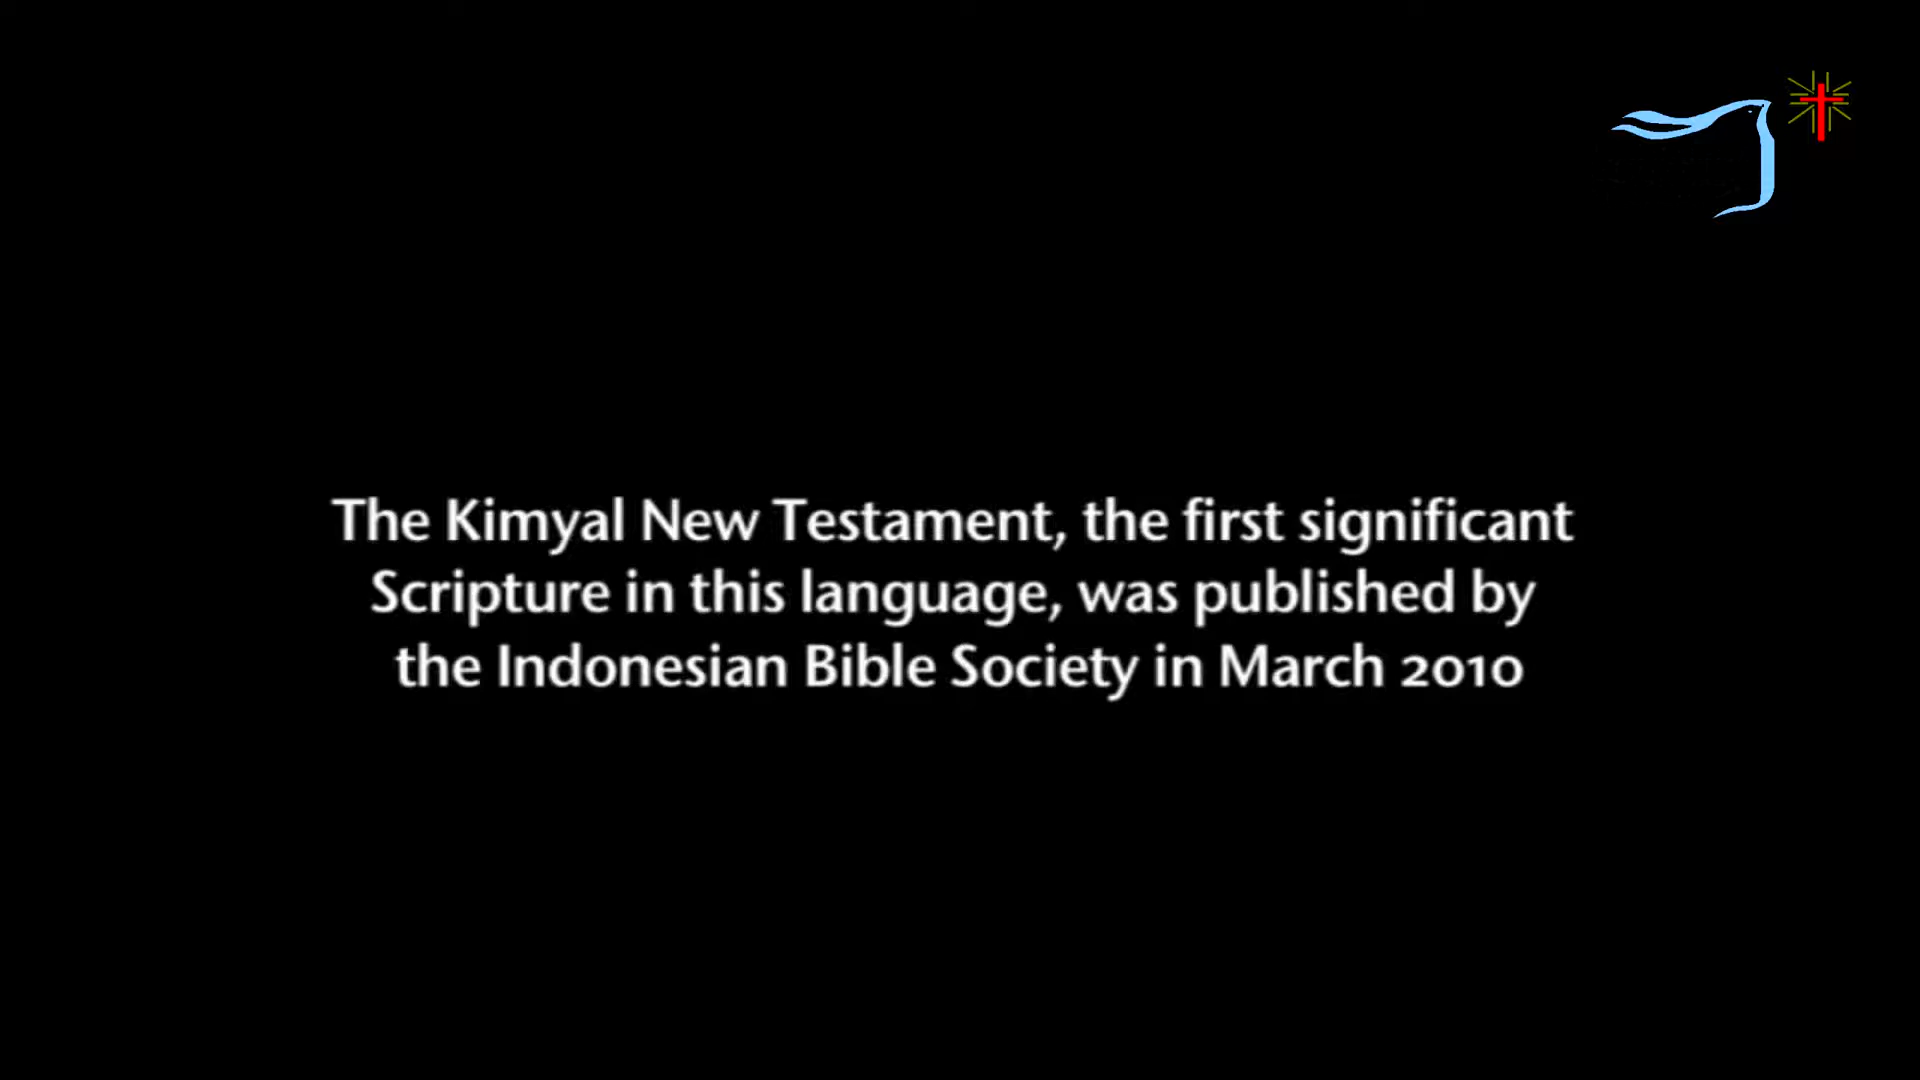 The Kimyal New Testament, the first significant
Scripture in this language, was published by
the Indonesian Bible Society in March 2010